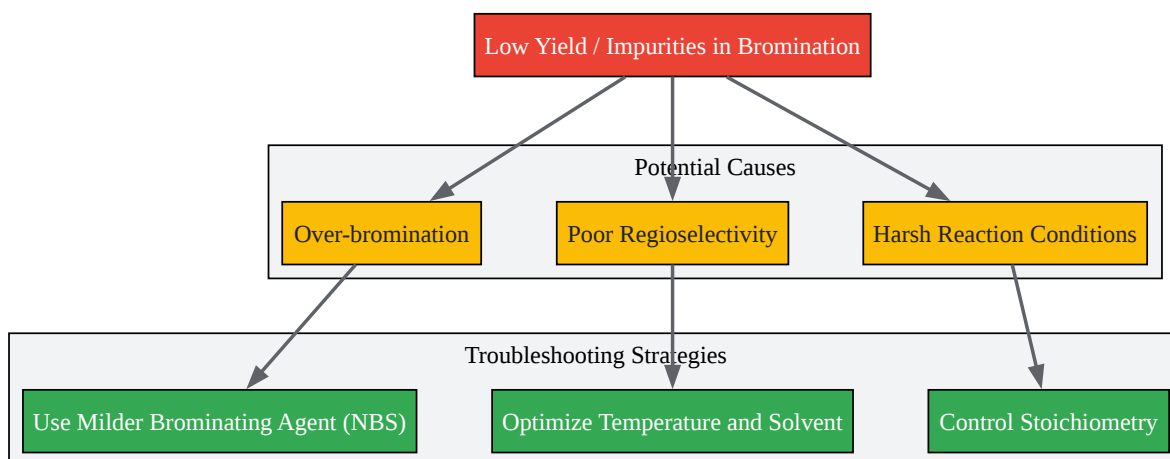 Low Yield / Impurities in Bromination
Potential Causes
Over-bromination
Poor Regioselectivity
Harsh Reaction Conditions
Troubleshooting Strategies
Use Milder Brominating Agent (NBS)
Optimize Temperature and Solvent
Control Stoichiometry